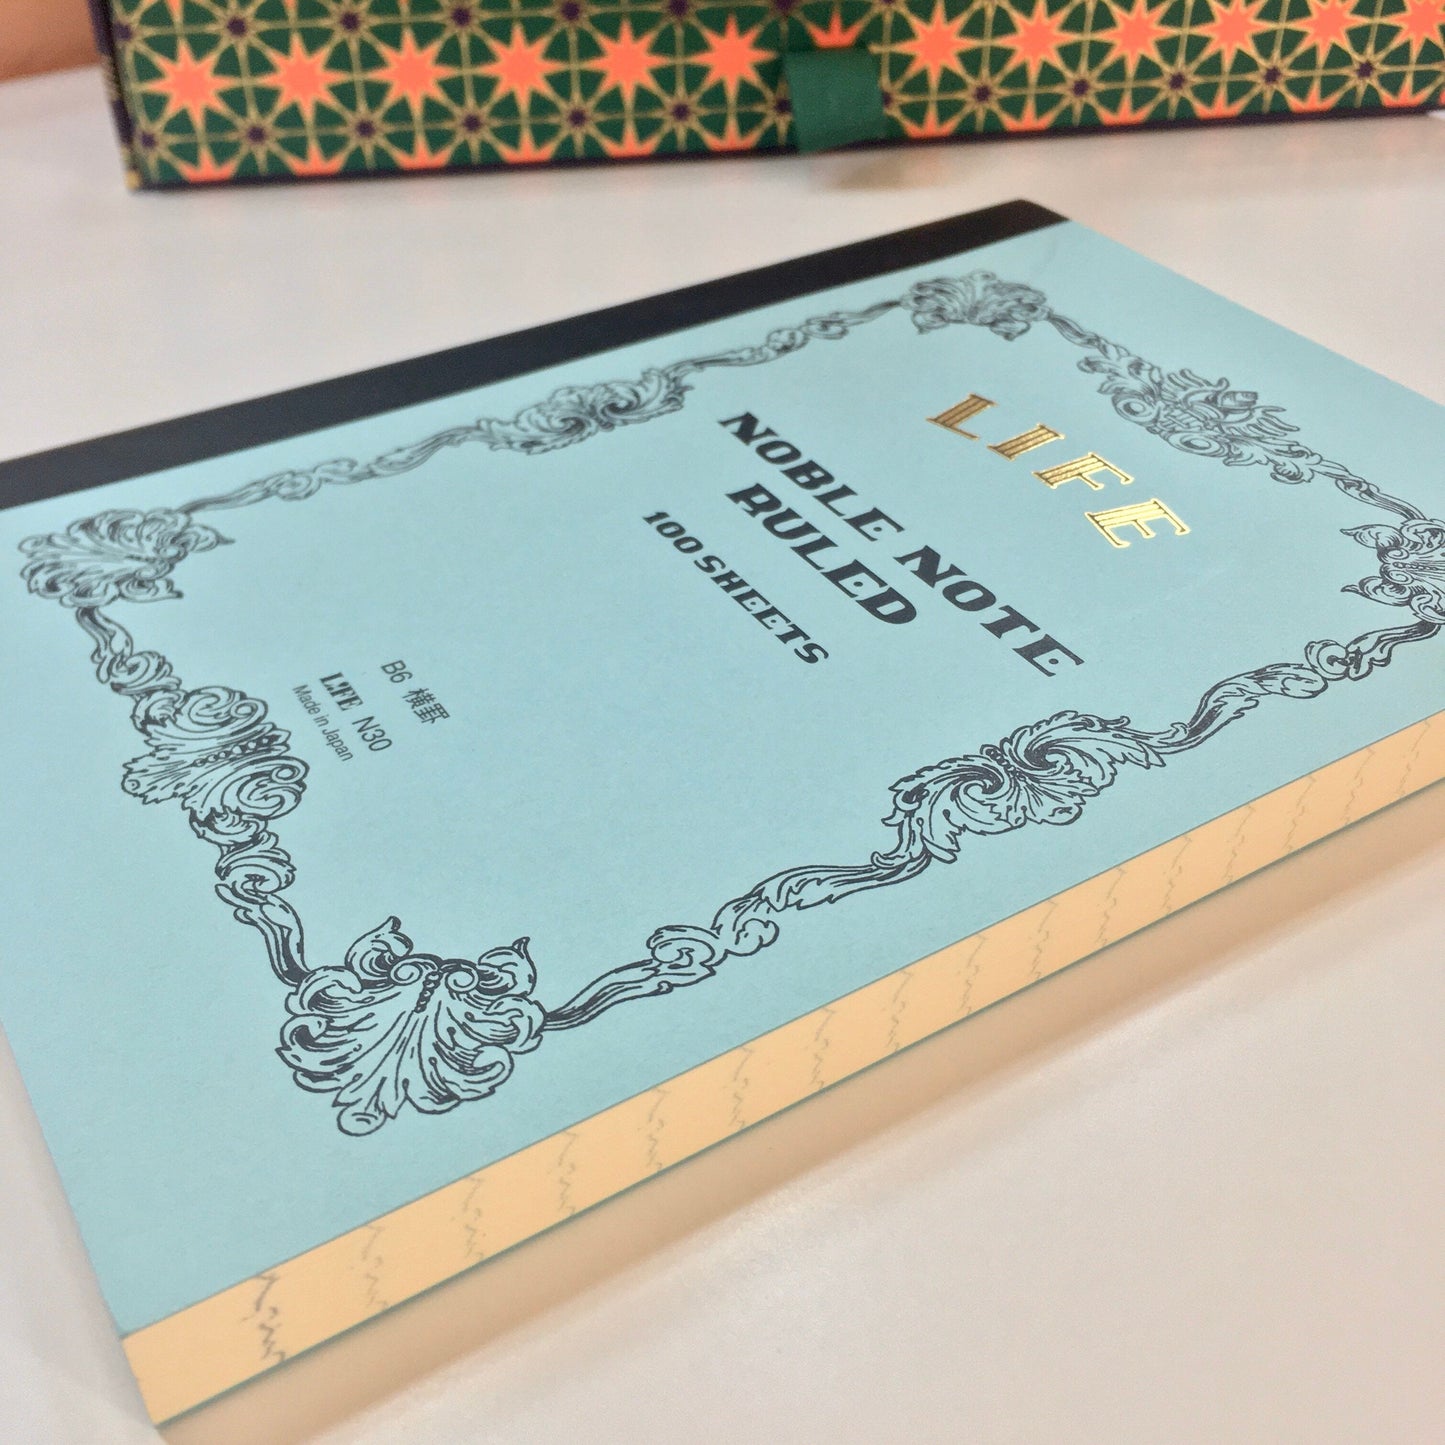 LIFE
NOBLE NOTE
RULED
100 SHEETS
B6 横罫
LIFE N30
Made in Japan